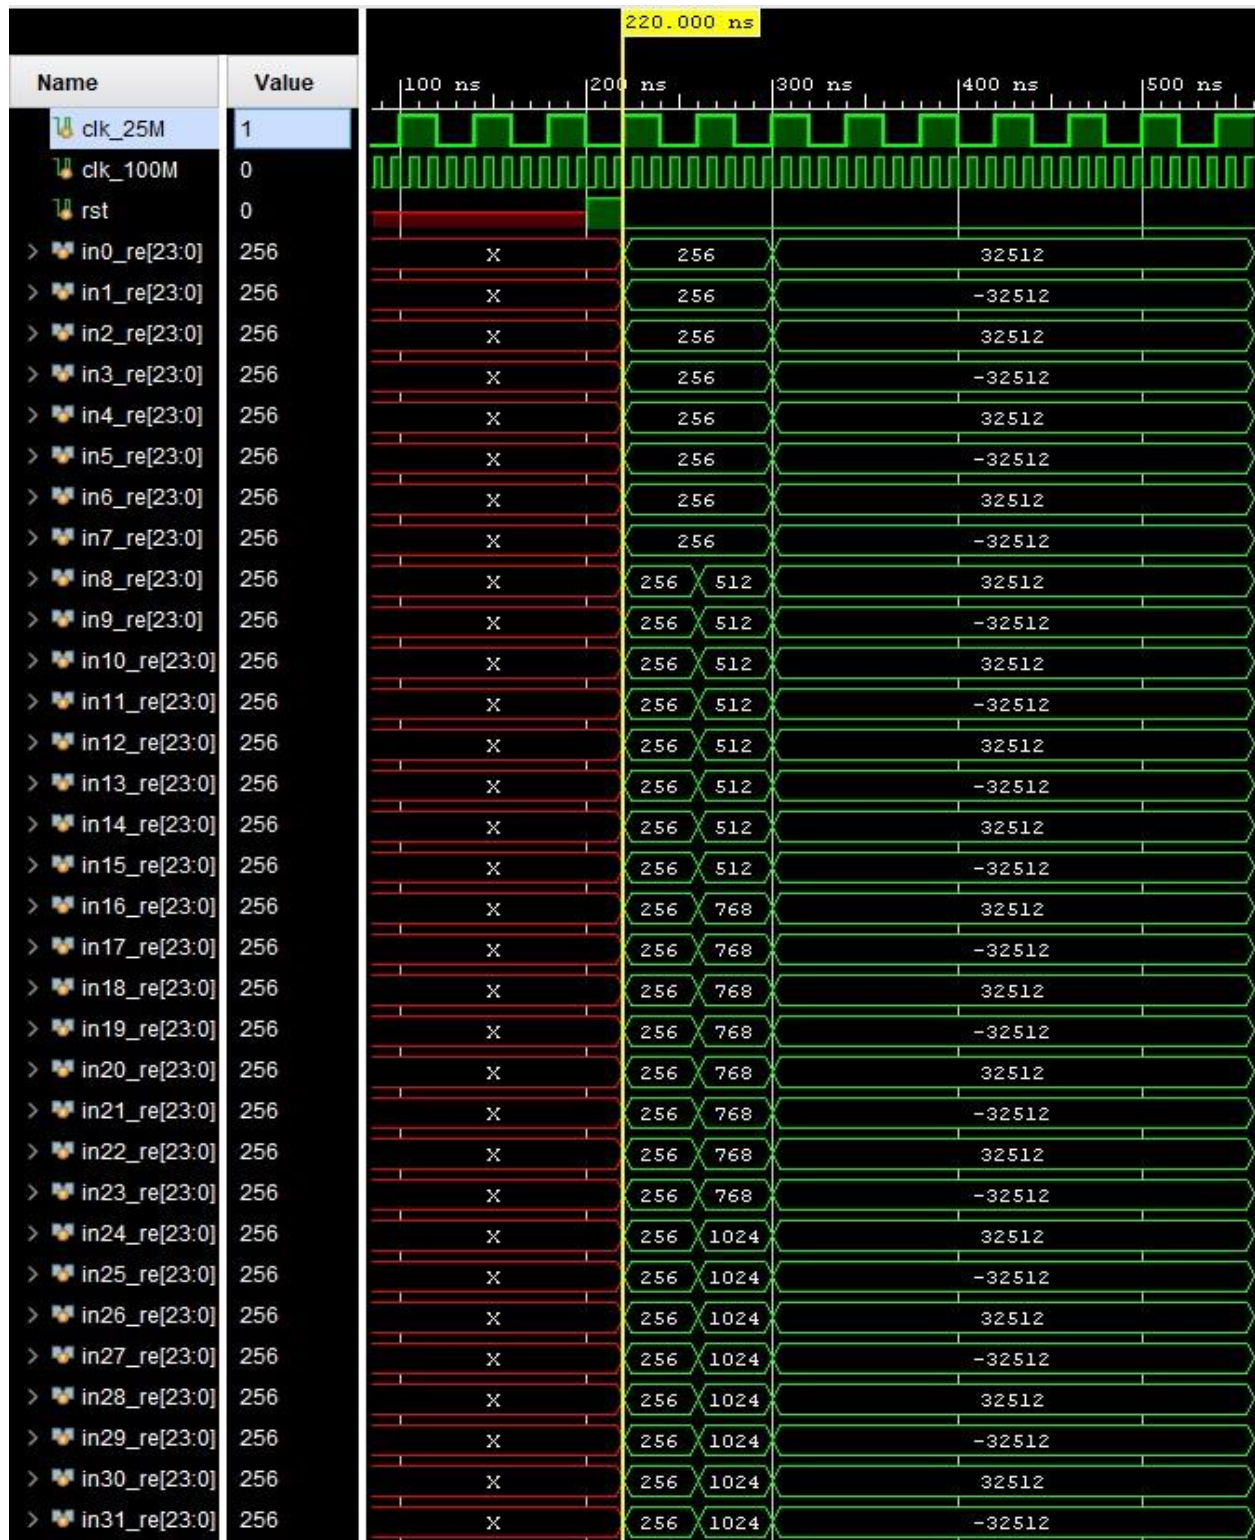 220.000 ns
Name Value 100 ns 200 ns 300 ns 400 ns 500 ns
clk_25M 1
clk_100M 0
rst 0
in0_re[23:0] 256 X 256 32512
in1_re[23:0] 256 X 256 -32512
in2_re[23:0] 256 X 256 32512
in3_re[23:0] 256 X 256 -32512
in4_re[23:0] 256 X 256 32512
in5_re[23:0] 256 X 256 -32512
in6_re[23:0] 256 X 256 32512
in7_re[23:0] 256 X 256 -32512
in8_re[23:0] 256 X 256 512 32512
in9_re[23:0] 256 X 256 512 -32512
in10_re[23:0] 256 X 256 512 32512
in11_re[23:0] 256 X 256 512 -32512
in12_re[23:0] 256 X 256 512 32512
in13_re[23:0] 256 X 256 512 -32512
in14_re[23:0] 256 X 256 512 32512
in15_re[23:0] 256 X 256 512 -32512
in16_re[23:0] 256 X 256 768 32512
in17_re[23:0] 256 X 256 768 -32512
in18_re[23:0] 256 X 256 768 32512
in19_re[23:0] 256 X 256 768 -32512
in20_re[23:0] 256 X 256 768 32512
in21_re[23:0] 256 X 256 768 -32512
in22_re[23:0] 256 X 256 768 32512
in23_re[23:0] 256 X 256 768 -32512
in24_re[23:0] 256 X 256 1024 32512
in25_re[23:0] 256 X 256 1024 -32512
in26_re[23:0] 256 X 256 1024 32512
in27_re[23:0] 256 X 256 1024 -32512
in28_re[23:0] 256 X 256 1024 32512
in29_re[23:0] 256 X 256 1024 -32512
in30_re[23:0] 256 X 256 1024 32512
in31_re[23:0] 256 X 256 1024 -32512